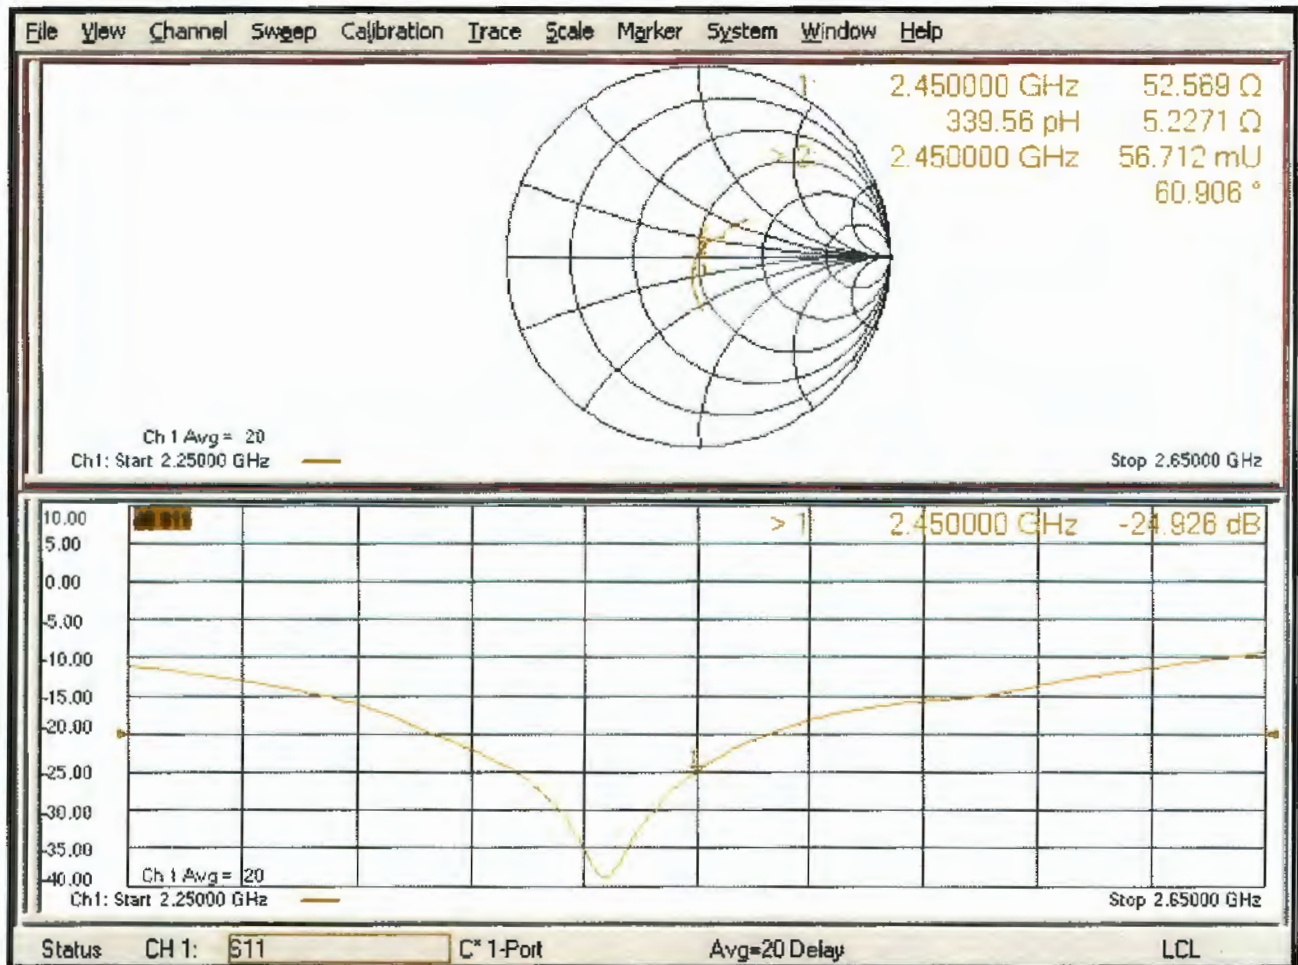 File View Channel Sweep Calibration Trace Scale Marker System Window Help
1: 2.450000 GHz 52.569 Ω
339.56 pH 5.2271 Ω
> 2: 2.450000 GHz 56.712 mU
60.906 °
Ch 1 Avg = 20
Ch1: Start 2.25000 GHz Stop 2.65000 GHz
10.00
> 1: 2.450000 GHz -24.926 dB
5.00
0.00
-5.00
-10.00
-15.00
-20.00
1
-25.00
-30.00
-35.00
-40.00
Ch 1 Avg = 20
Ch1: Start 2.25000 GHz Stop 2.65000 GHz
Status CH 1: S11 C* 1-Port Avg=20 Delay LCL